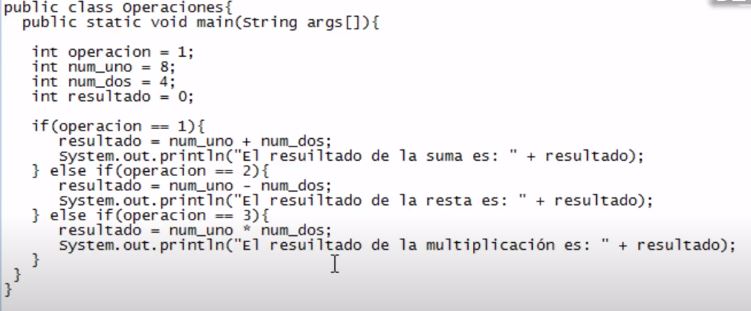 public class Operaciones{
public static void main(String args[]){
int operacion = 1;
int num_uno = 8;
int num_dos = 4;
int resultado = 0;
if(operacion == 1){
resultado = num_uno + num_dos;
System.out.println("El resuiltado de la suma es: " + resultado);
} else if(operacion == 2){
resultado = num_uno - num_dos;
System.out.println("El resuiltado de la resta es: " + resultado);
} else if(operacion == 3){
resultado = num_uno * num_dos;
System.out.println("El resuiltado de la multiplicación es: " + resultado);
}
}
}